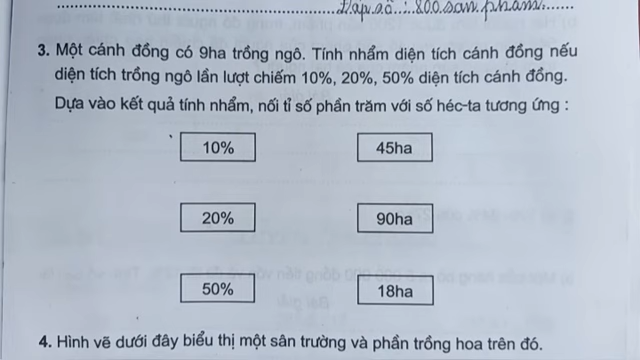 Đáp số : 800 sản phẩm.
3. Một cánh đồng có 9ha trồng ngô. Tính nhẩm diện tích cánh đồng nếu
diện tích trồng ngô lần lượt chiếm 10%, 20%, 50% diện tích cánh đồng.
Dựa vào kết quả tính nhẩm, nối tỉ số phần trăm với số héc-ta tương ứng :
10% 45ha
20% 90ha
50% 18ha
4. Hình vẽ dưới đây biểu thị một sân trường và phần trồng hoa trên đó.